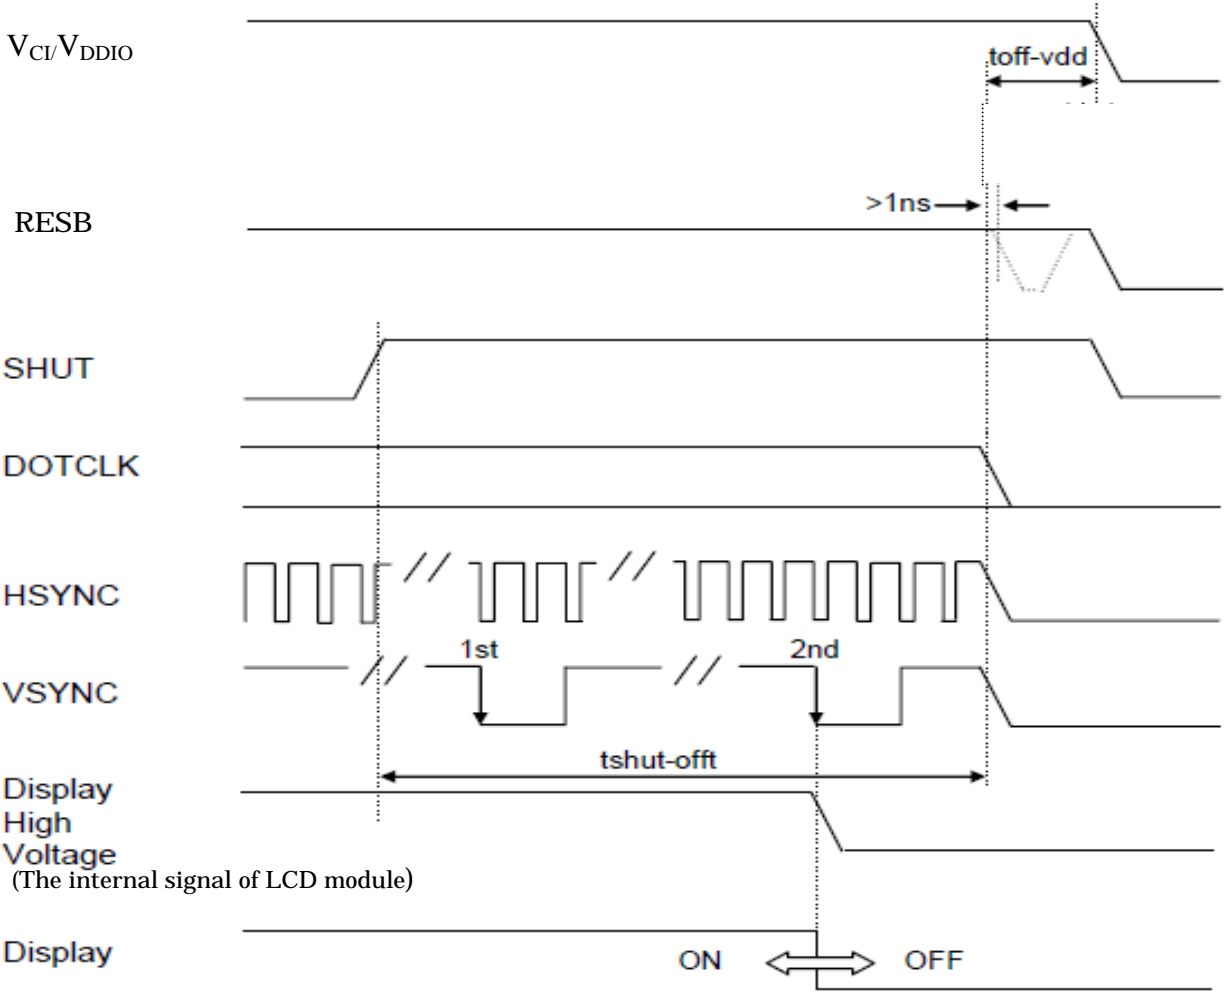 VCI/VDDIO
toff-vdd
>1ns
RESB
SHUT
DOTCLK
HSYNC
1st
2nd
VSYNC
tshut-offt
Display
High
Voltage
(The internal signal of LCD module)
Display
ON
OFF